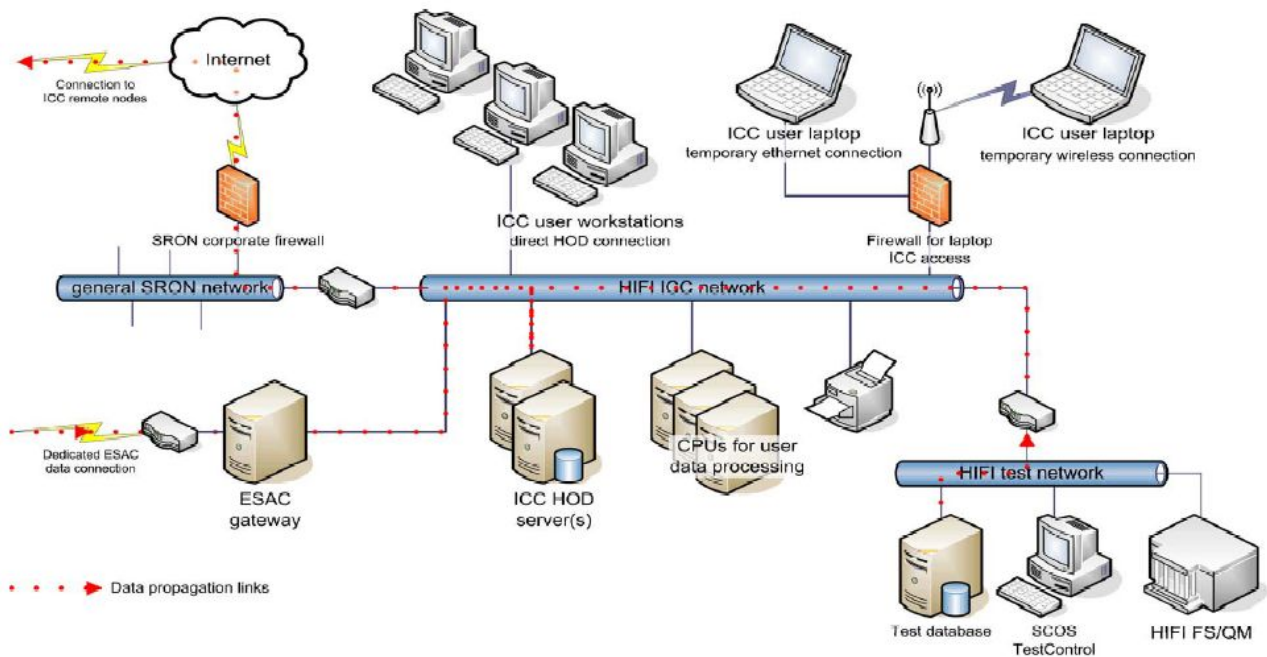 Internet
Connection to
ICC remote nodes
SRON corporate firewall
ICC user workstations
direct HOD connection
ICC user laptop
temporary ethernet connection
ICC user laptop
temporary wireless connection
Firewall for laptop
ICC access
general SRON network
HIFI ICC network
Dedicated ESAC
data connection
ESAC
gateway
ICC HOD
server(s)
CPUs for user
data processing
HIFI test network
Test database
SCOS
TestControl
HIFI FS/QM
Data propagation links